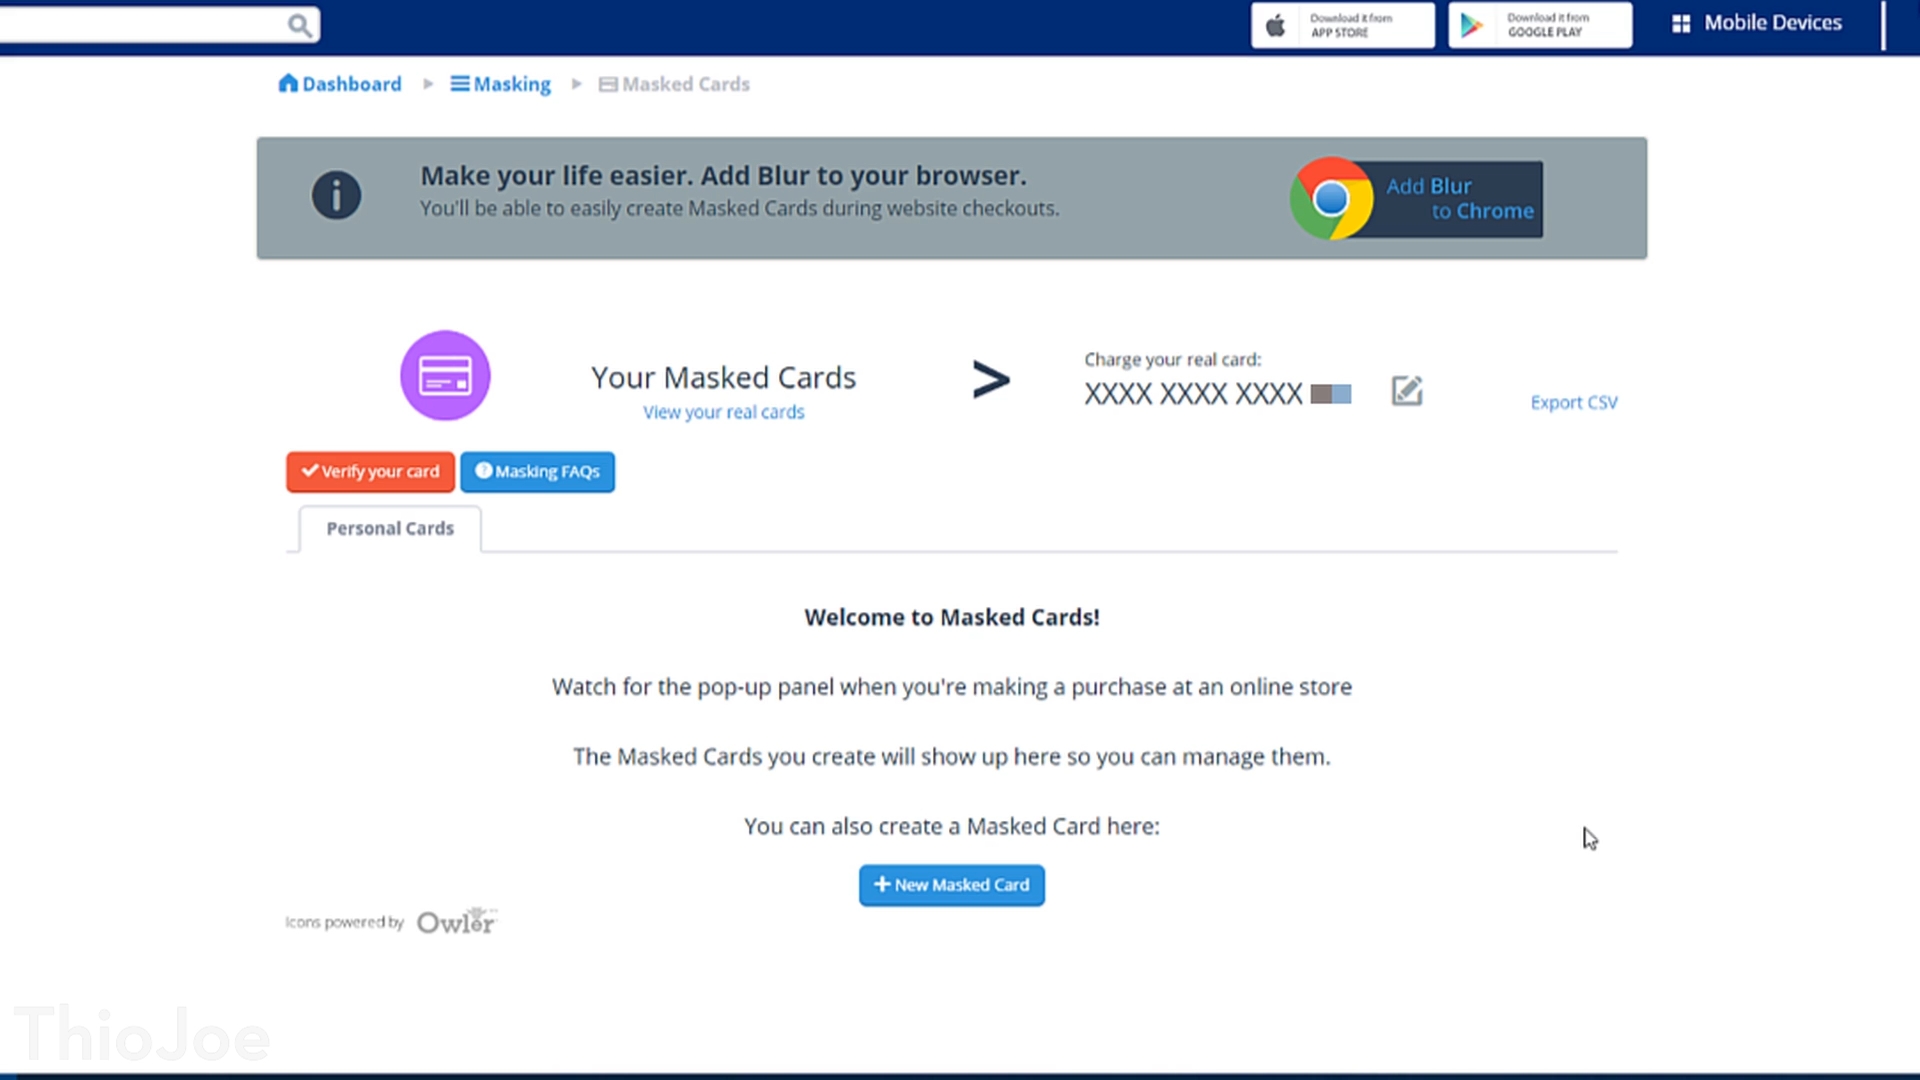 Download it from
APP STORE
Download it from
GOOGLE PLAY
Mobile Devices
Dashboard
Masking
Masked Cards
Make your life easier. Add Blur to your browser.
You'll be able to easily create Masked Cards during website checkouts.
Add Blur
to Chrome
Your Masked Cards
View your real cards
>
Charge your real card:
XXXX XXXX XXXX
Export CSV
Verify your card
Masking FAQs
Personal Cards
Welcome to Masked Cards!
Watch for the pop-up panel when you're making a purchase at an online store
The Masked Cards you create will show up here so you can manage them.
You can also create a Masked Card here:
+ New Masked Card
Icons powered by Owler
ThioJoe